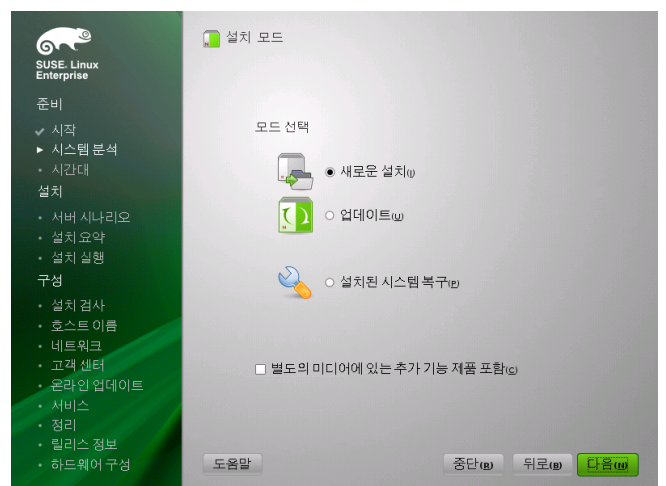 SUSE. Linux
Enterprise
준비
시작
시스템 분석
시간대
설치
서버 시나리오
설치 요약
설치 실행
구성
설치 검사
호스트 이름
네트워크
고객 센터
온라인 업데이트
서비스
정리
릴리스 정보
하드웨어 구성
설치 모드
모드 선택
새로운 설치(I)
업데이트(U)
설치된 시스템 복구(P)
별도의 미디어에 있는 추가 기능 제품 포함(C)
도움말
중단(R)
뒤로(B)
다음(N)